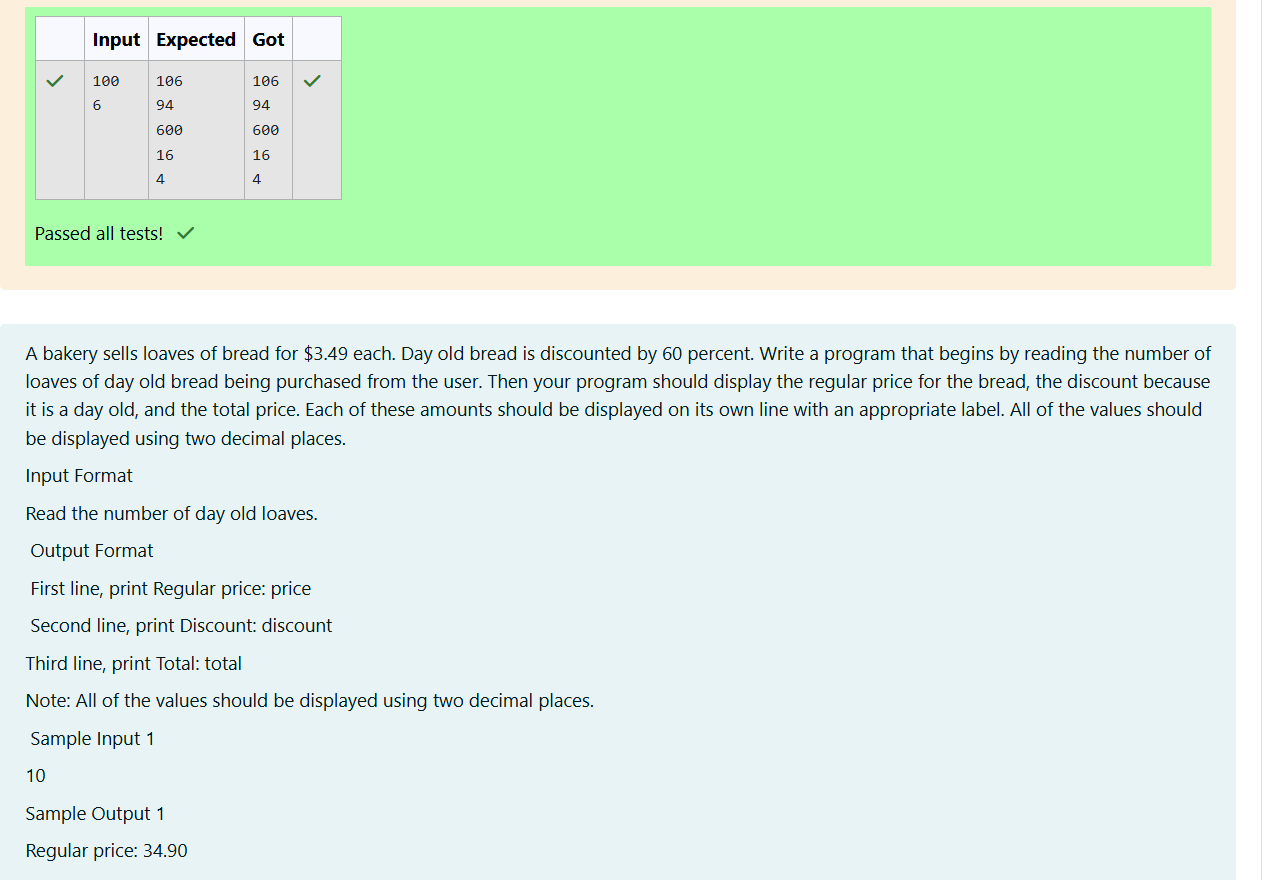 Input Expected Got
100 106 106
6 94 94
600 600
16 16
4 4
Passed all tests!
A bakery sells loaves of bread for $3.49 each. Day old bread is discounted by 60 percent. Write a program that begins by reading the number of
loaves of day old bread being purchased from the user. Then your program should display the regular price for the bread, the discount because
it is a day old, and the total price. Each of these amounts should be displayed on its own line with an appropriate label. All of the values should
be displayed using two decimal places.
Input Format
Read the number of day old loaves.
Output Format
First line, print Regular price: price
Second line, print Discount: discount
Third line, print Total: total
Note: All of the values should be displayed using two decimal places.
Sample Input 1
10
Sample Output 1
Regular price: 34.90